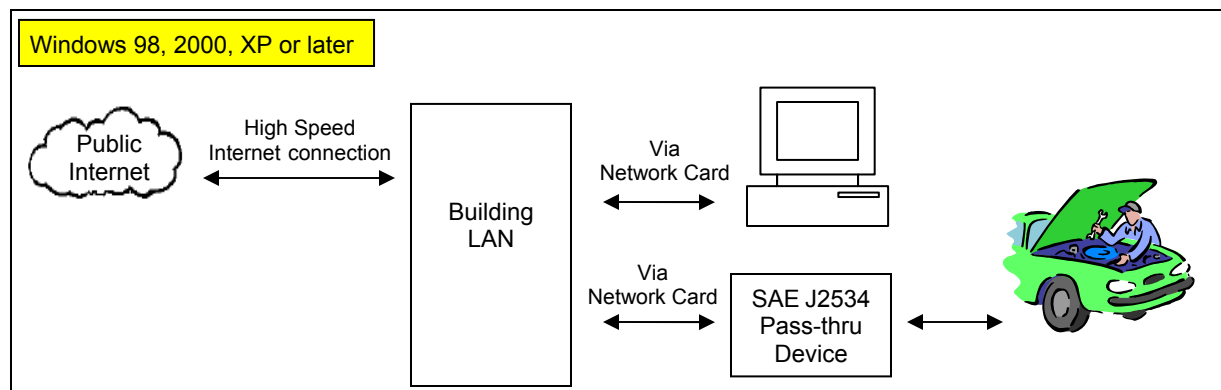 Windows 98, 2000, XP or later
Public
Internet
High Speed
Internet connection
Building
LAN
Via
Network Card
Via
Network Card
SAE J2534
Pass-thru
Device